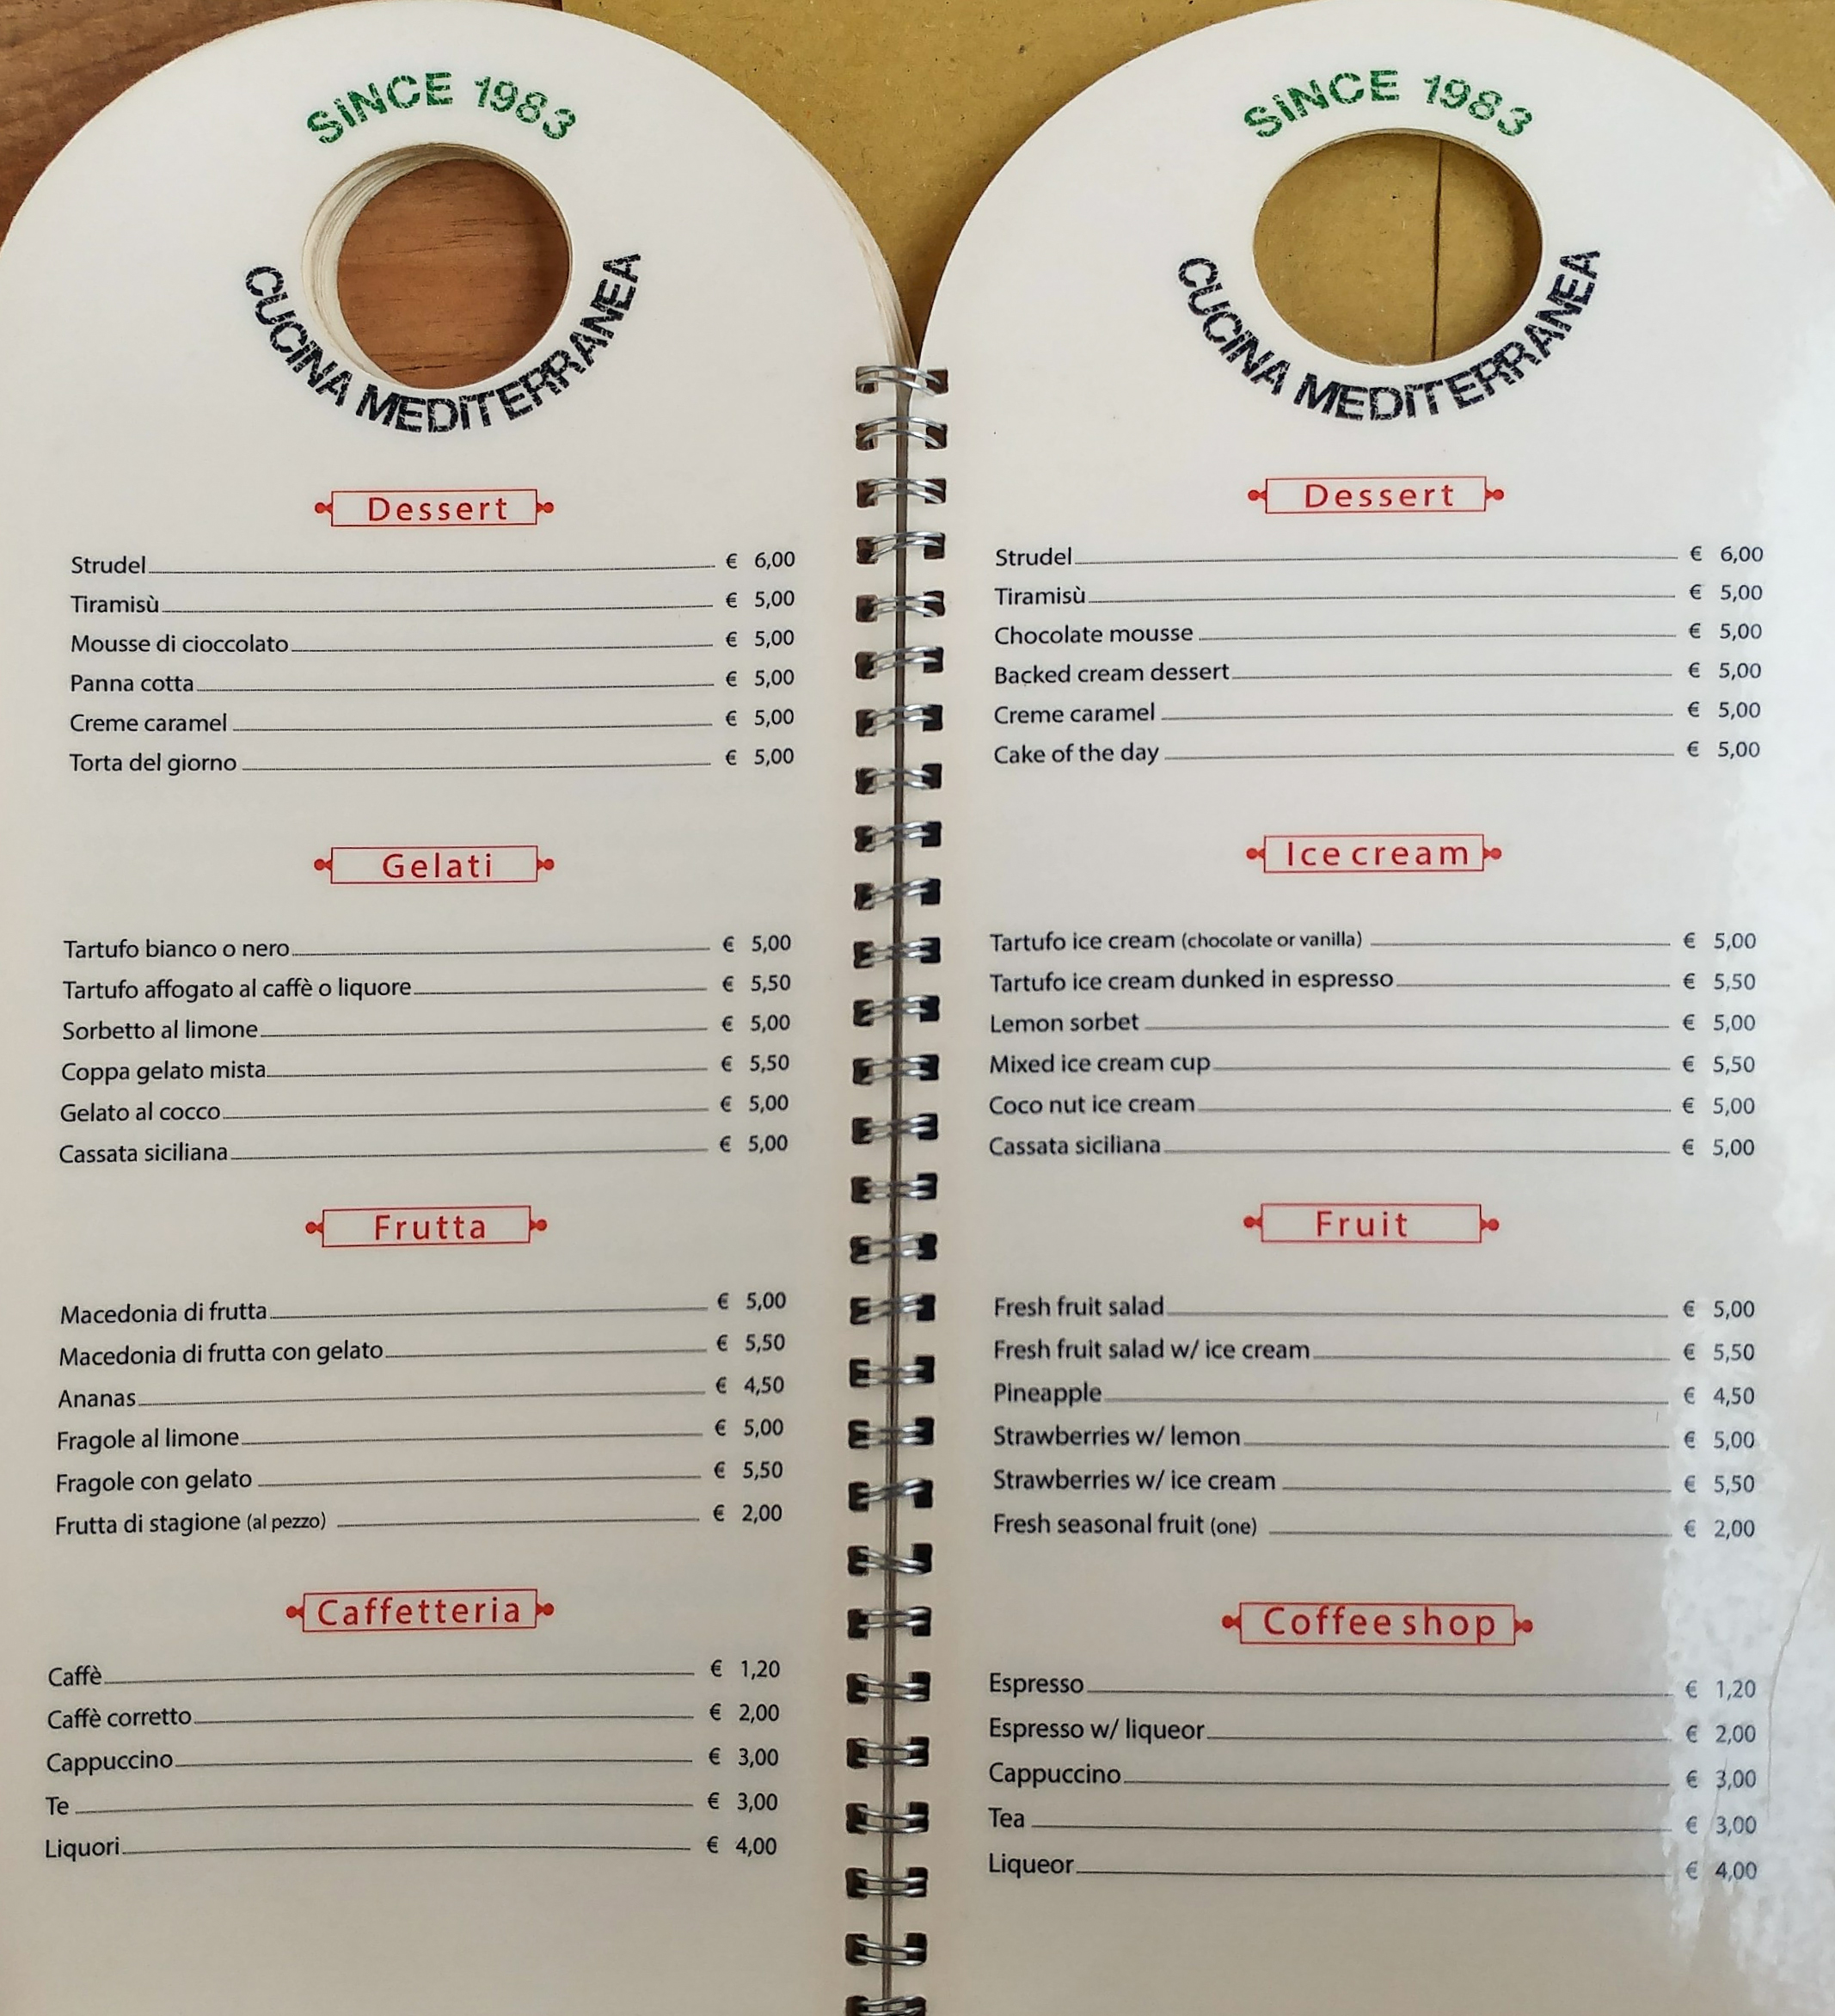 SiNCE 1983
CUCiNA MEDiTERRANEA
Dessert
Strudel € 6,00
Tiramisù € 5,00
Mousse di cioccolato € 5,00
Panna cotta € 5,00
Creme caramel € 5,00
Torta del giorno € 5,00
Gelati
Tartufo bianco o nero € 5,00
Tartufo affogato al caffè o liquore € 5,50
Sorbetto al limone € 5,00
Coppa gelato mista € 5,50
Gelato al cocco € 5,00
Cassata siciliana € 5,00
Frutta
Macedonia di frutta € 5,00
Macedonia di frutta con gelato € 5,50
Ananas € 4,50
Fragole al limone € 5,00
Fragole con gelato € 5,50
Frutta di stagione (al pezzo) € 2,00
Caffetteria
Caffè € 1,20
Caffè corretto € 2,00
Cappuccino € 3,00
Te € 3,00
Liquori € 4,00
SiNCE 1983
CUCiNA MEDiTERRANEA
Dessert
Strudel € 6,00
Tiramisù € 5,00
Chocolate mousse € 5,00
Backed cream dessert € 5,00
Creme caramel € 5,00
Cake of the day € 5,00
Ice cream
Tartufo ice cream (chocolate or vanilla) € 5,00
Tartufo ice cream dunked in espresso € 5,50
Lemon sorbet € 5,00
Mixed ice cream cup € 5,50
Coco nut ice cream € 5,00
Cassata siciliana € 5,00
Fruit
Fresh fruit salad € 5,00
Fresh fruit salad w/ ice cream € 5,50
Pineapple € 4,50
Strawberries w/ lemon € 5,00
Strawberries w/ ice cream € 5,50
Fresh seasonal fruit (one) € 2,00
Coffee shop
Espresso € 1,20
Espresso w/ liqueor € 2,00
Cappuccino € 3,00
Tea € 3,00
Liqueor € 4,00